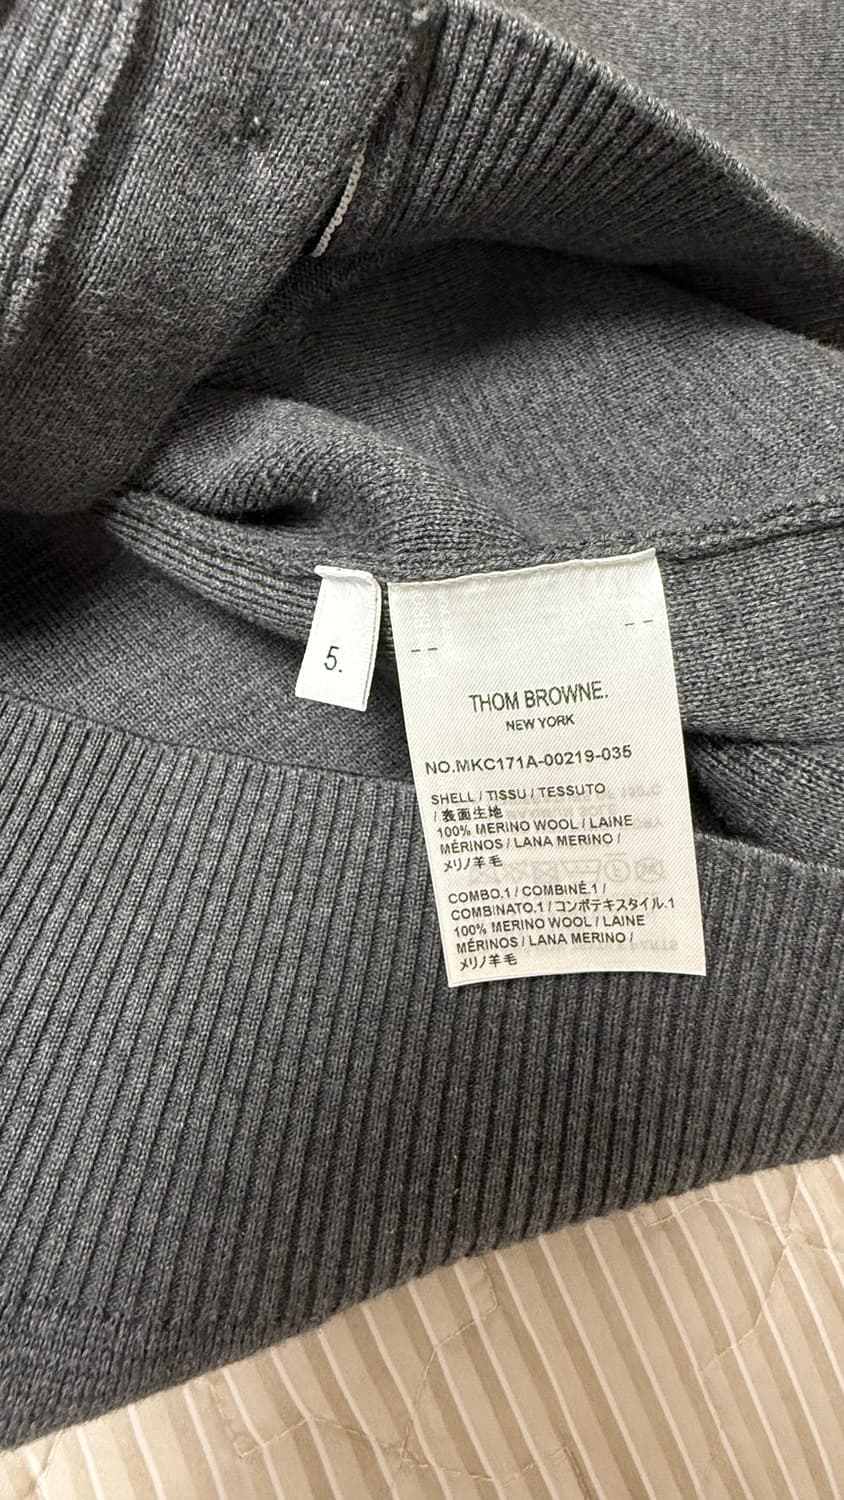 5.
THOM BROWNE.
NEW YORK
NO.MKC171A-00219-035
SHELL / TISSU / TESSUTO
/ 表面生地
100% MERINO WOOL / LAINE
MÉRINOS / LANA MERINO /
メリノ羊毛
COMBO.1 / COMBINÉ.1 /
COMBINATO.1 / コンポテキスタイル.1
100% MERINO WOOL / LAINE
MÉRINOS / LANA MERINO /
メリノ羊毛